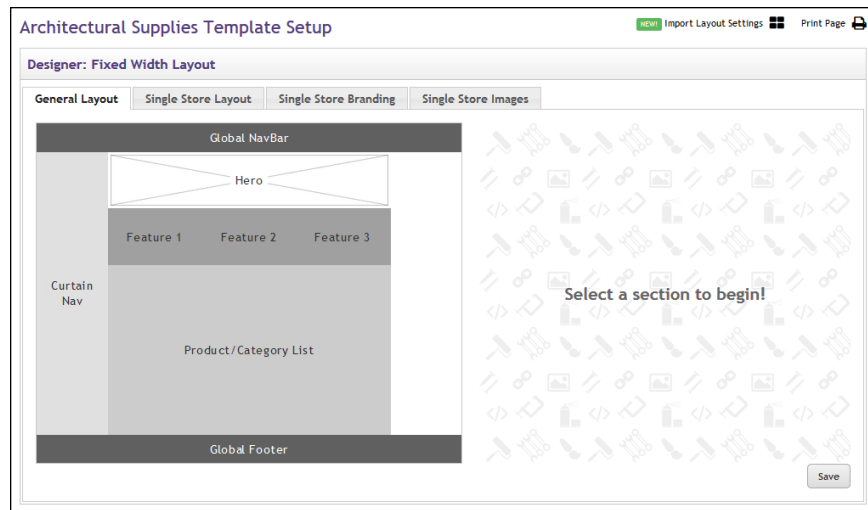 Architectural Supplies Template Setup
NEW! Import Layout Settings Print Page
Designer: Fixed Width Layout
General Layout Single Store Layout Single Store Branding Single Store Images
Global NavBar
Hero
Feature 1 Feature 2 Feature 3
Curtain
Nav
Select a section to begin!
Product/Category List
Global Footer
Save